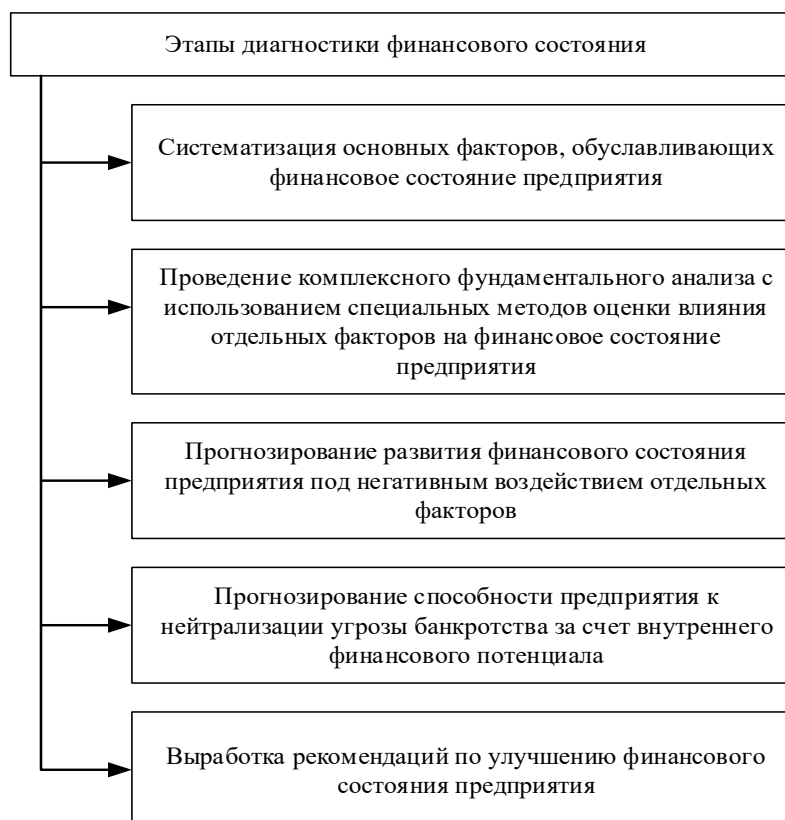 Этапы диагностики финансового состояния
Систематизация основных факторов, обуславливающих
финансовое состояние предприятия
Проведение комплексного фундаментального анализа с
использованием специальных методов оценки влияния
отдельных факторов на финансовое состояние
предприятия
Прогнозирование развития финансового состояния
предприятия под негативным воздействием отдельных
факторов
Прогнозирование способности предприятия к
нейтрализации угрозы банкротства за счет внутреннего
финансового потенциала
Выработка рекомендаций по улучшению финансового
состояния предприятия